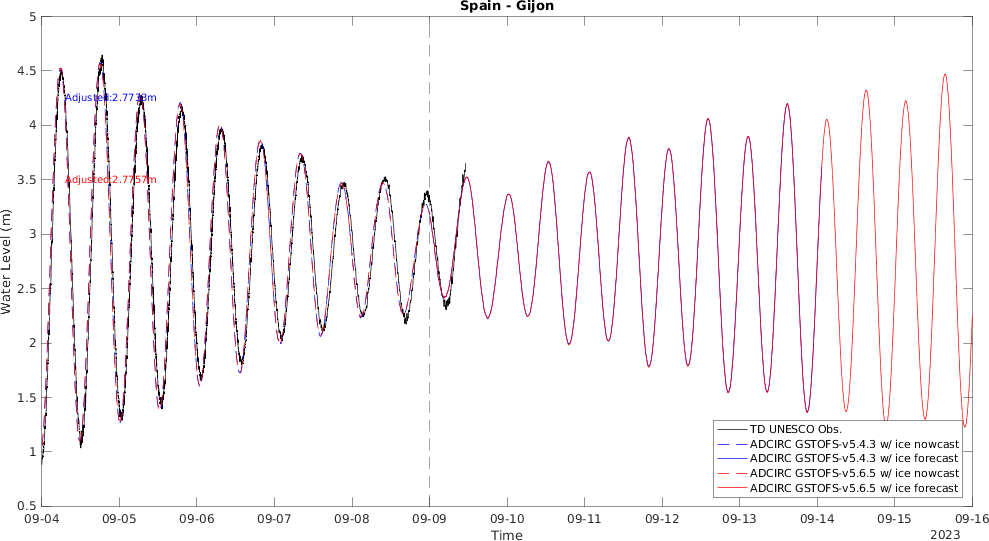 Spain - Gijon
5
4.5
4
3.5
3
2.5
2
1.5
1
0.5
Water Level (m)
Adjusted:2.7733m
Adjusted:2.7757m
TD UNESCO Obs.
ADCIRC GSTOFS-v5.4.3 w/ ice nowcast
ADCIRC GSTOFS-v5.4.3 w/ ice forecast
ADCIRC GSTOFS-v5.6.5 w/ ice nowcast
ADCIRC GSTOFS-v5.6.5 w/ ice forecast
09-04 09-05 09-06 09-07 09-08 09-09 09-10 09-11 09-12 09-13 09-14 09-15 09-16
Time
2023